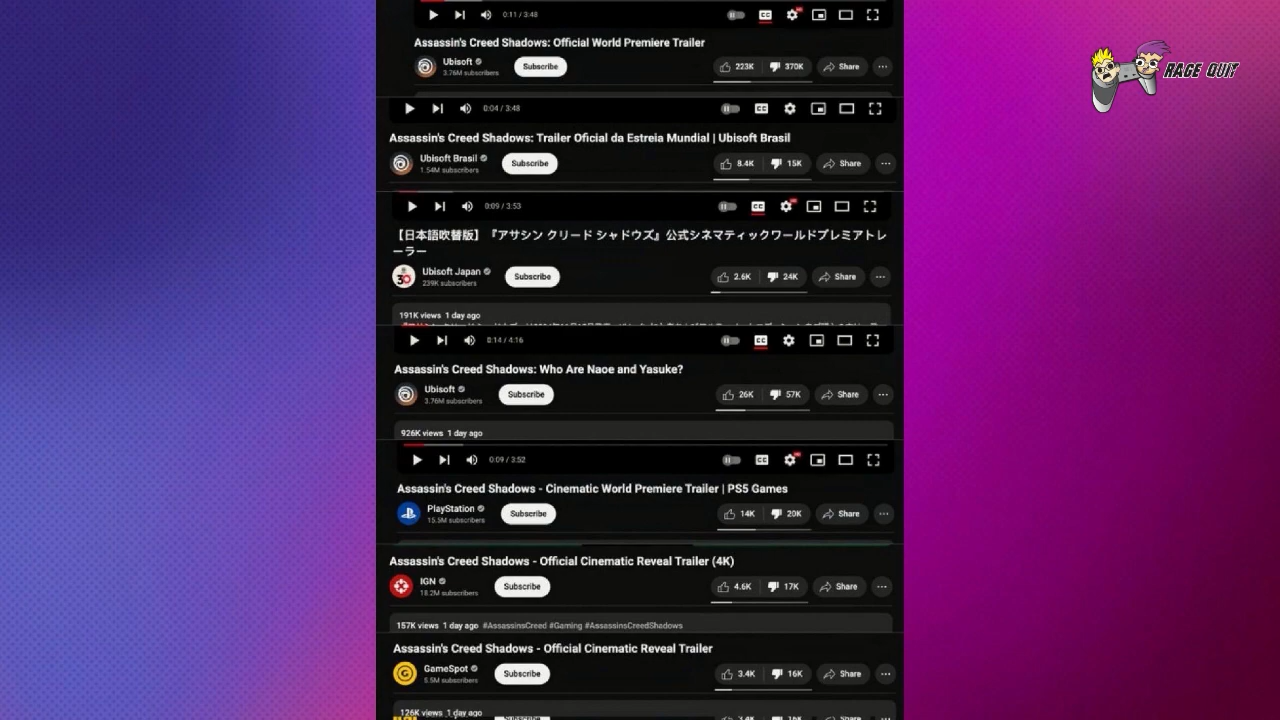 0:11 / 3:48
Assassin's Creed Shadows: Official World Premiere Trailer
Ubisoft
3.76M subscribers
Subscribe
223K
370K
Share
RAGE QUIT
0:04 / 3:48
Assassin's Creed Shadows: Trailer Oficial da Estreia Mundial | Ubisoft Brasil
Ubisoft Brasil
1.54M subscribers
Subscribe
8.4K
15K
Share
0:09 / 3:53
【日本語吹替版】『アサシン クリード シャドウズ』公式シネマティックワールドプレミアトレ
ーラー
Ubisoft Japan
239K subscribers
Subscribe
2.6K
24K
Share
191K views 1 day ago
0:14 / 4:16
Assassin's Creed Shadows: Who Are Naoe and Yasuke?
Ubisoft
3.76M subscribers
Subscribe
26K
57K
Share
926K views 1 day ago
0:09 / 3:52
Assassin's Creed Shadows - Cinematic World Premiere Trailer | PS5 Games
PlayStation
15.5M subscribers
Subscribe
14K
20K
Share
Assassin's Creed Shadows - Official Cinematic Reveal Trailer (4K)
IGN
18.2M subscribers
Subscribe
4.6K
17K
Share
157K views 1 day ago #AssassinsCreed #Gaming #AssassinsCreedShadows
Assassin's Creed Shadows - Official Cinematic Reveal Trailer
GameSpot
5.5M subscribers
Subscribe
3.4K
16K
Share
126K views 1 day ago